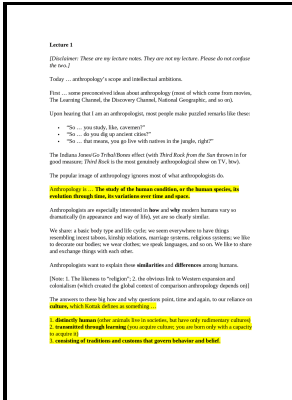 Lecture 1
[Disclaimer: These are my lecture notes. They are not my lecture. Please do not confuse
the two.]
Today … anthropology's scope and intellectual ambitions.
First … some preconceived ideas about anthropology (most of which come from movies,
The Learning Channel, the Discovery Channel, National Geographic, and so on).
Upon hearing that I am an anthropologist, most people make puzzled remarks like these:
• "So … you study, like, cavemen?"
• "So … do you dig up ancient cities?"
• "So … that means, you go live with natives in the jungle, right?"
The Indiana Jones/Go Tribal/Bones effect (with Third Rock from the Sun thrown in for
good measure; Third Rock is the most genuinely anthropological show on TV, btw).
The popular image of anthropology ignores most of what anthropologists do.
Anthropology is … The study of the human condition, or the human species, its
evolution through time, its variations over time and space.
Anthropologists are especially interested in how and why modern humans vary so
dramatically (in appearance and way of life), yet are so clearly similar.
We share: a basic body type and life cycle; we seem everywhere to have things
resembling incest taboos, kinship relations, marriage systems, religious systems; we like
to decorate our bodies; we wear clothes; we speak languages, and so on. We like to share
and exchange things with each other.
Anthropologists want to explain these similarities and differences among humans.
[Note: 1. The likeness to "religion"; 2. the obvious link to Western expansion and
colonialism (which created the global context of comparison anthropology depends on)]
The answers to these big how and why questions point, time and again, to our reliance on
culture, which Kottak defines as something …
1. distinctly human (other animals live in societies, but have only rudimentary cultures)
2. transmitted through learning (you acquire culture; you are born only with a capacity
to acquire it)
3. consisting of traditions and customs that govern behavior and belief.